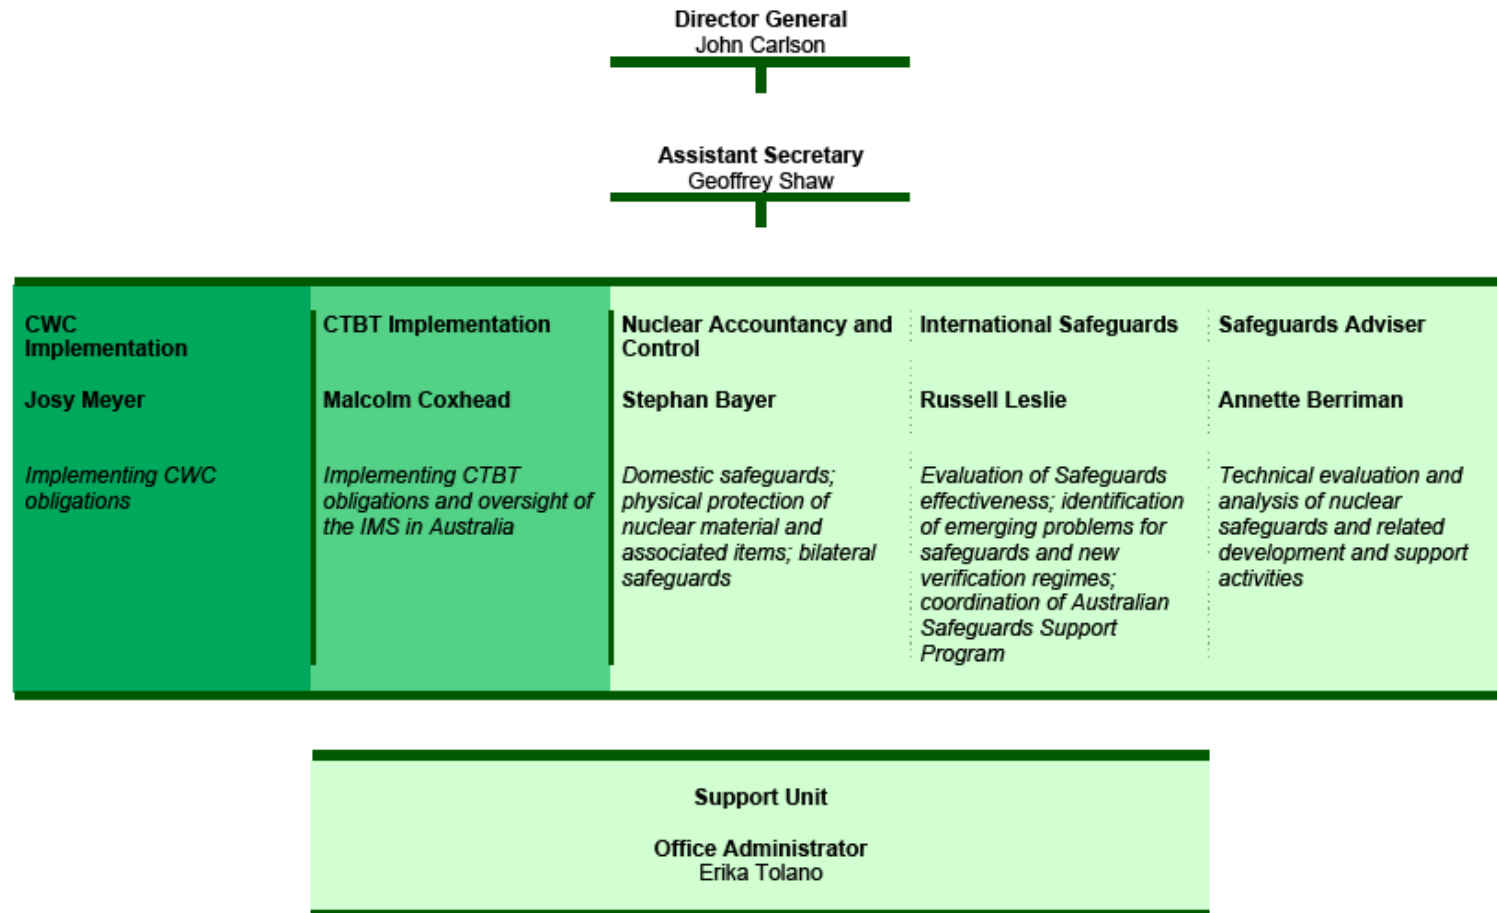 Director General
John Carlson
Assistant Secretary
Geoffrey Shaw
CWC
Implementation
Josy Meyer
Implementing CWC
obligations
CTBT Implementation
Malcolm Coxhead
Implementing CTBT
obligations and oversight of
the IMS in Australia
Nuclear Accountancy and
Control
Stephan Bayer
Domestic safeguards;
physical protection of
nuclear material and
associated items; bilateral
safeguards
International Safeguards
Russell Leslie
Evaluation of Safeguards
effectiveness; identification
of emerging problems for
safeguards and new
verification regimes;
coordination of Australian
Safeguards Support
Program
Safeguards Adviser
Annette Berriman
Technical evaluation and
analysis of nuclear
safeguards and related
development and support
activities
Support Unit
Office Administrator
Erika Tolano